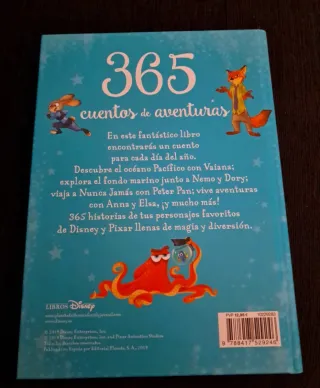 365
cuentos de aventuras
En este fantástico libro
encontrarás un cuento
para cada día del año.
Descubre el océano Pacífico con Vaiana;
explora el fondo marino junto a Nemo y Dory;
viaja a Nunca Jamás con Peter Pan; vive aventuras
con Anna y Elsa, ¡y mucho más!
365 historias de tus personajes favoritos
de Disney y Pixar llenas de magia y diversión.
LIBROS Disney
9 788417 529246